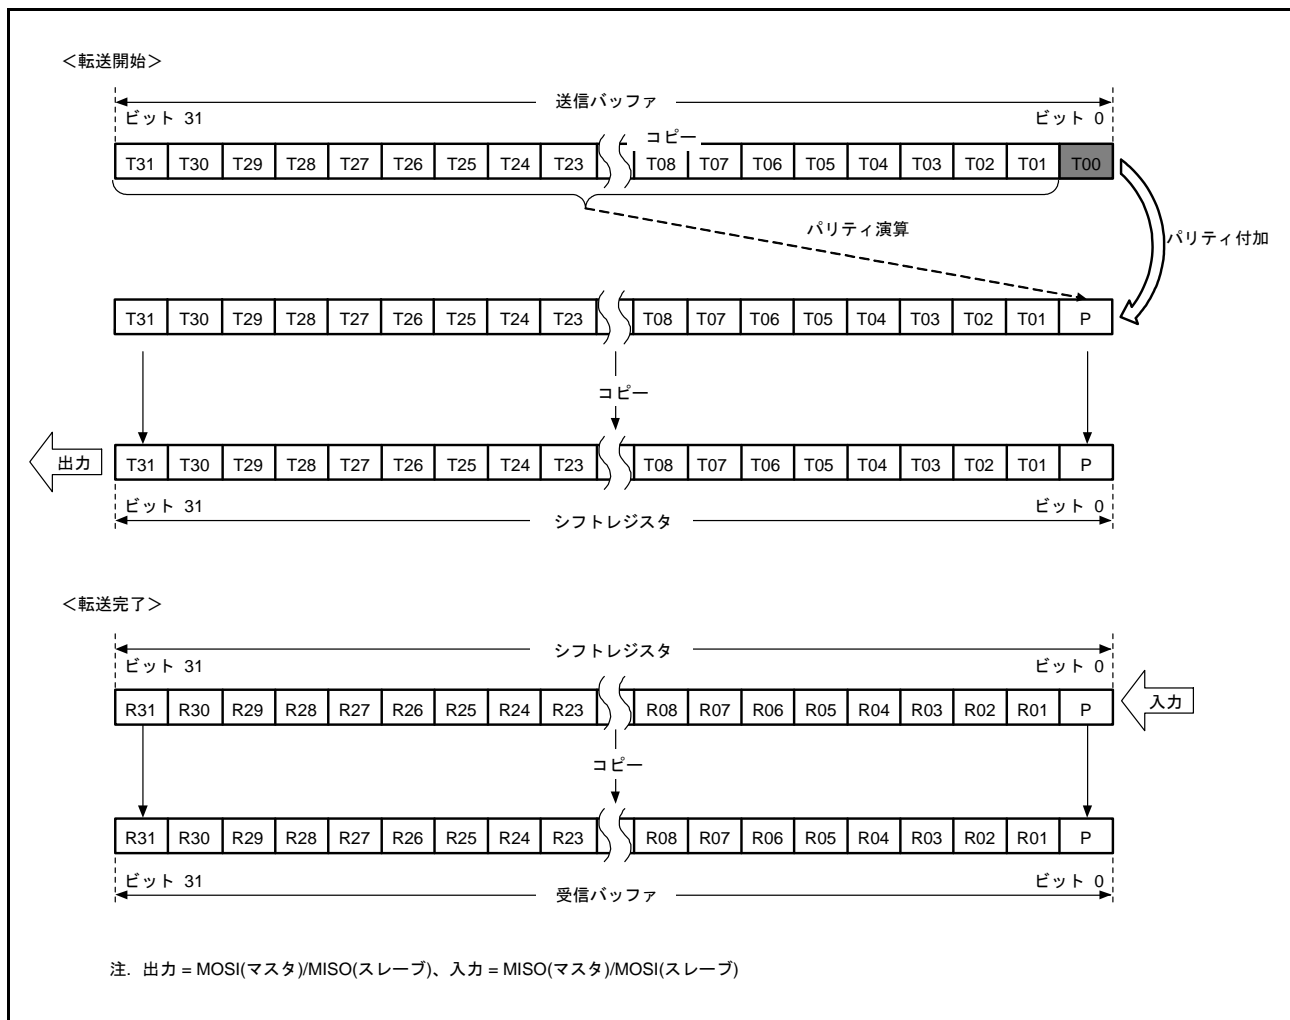 ＜転送開始＞
送信バッファ
ビット 31 ビット 0
コピー
T31 T30 T29 T28 T27 T26 T25 T24 T23 T08 T07 T06 T05 T04 T03 T02 T01 T00
パリティ演算
パリティ付加
T31 T30 T29 T28 T27 T26 T25 T24 T23 T08 T07 T06 T05 T04 T03 T02 T01 P
コピー
出力 T31 T30 T29 T28 T27 T26 T25 T24 T23 T08 T07 T06 T05 T04 T03 T02 T01 P
ビット 31 ビット 0
シフトレジスタ
＜転送完了＞
シフトレジスタ
ビット 31 ビット 0
R31 R30 R29 R28 R27 R26 R25 R24 R23 R08 R07 R06 R05 R04 R03 R02 R01 P 入力
コピー
R31 R30 R29 R28 R27 R26 R25 R24 R23 R08 R07 R06 R05 R04 R03 R02 R01 P
ビット 31 ビット 0
受信バッファ
注. 出力 = MOSI(マスタ)/MISO(スレーブ)、入力 = MISO(マスタ)/MOSI(スレーブ)